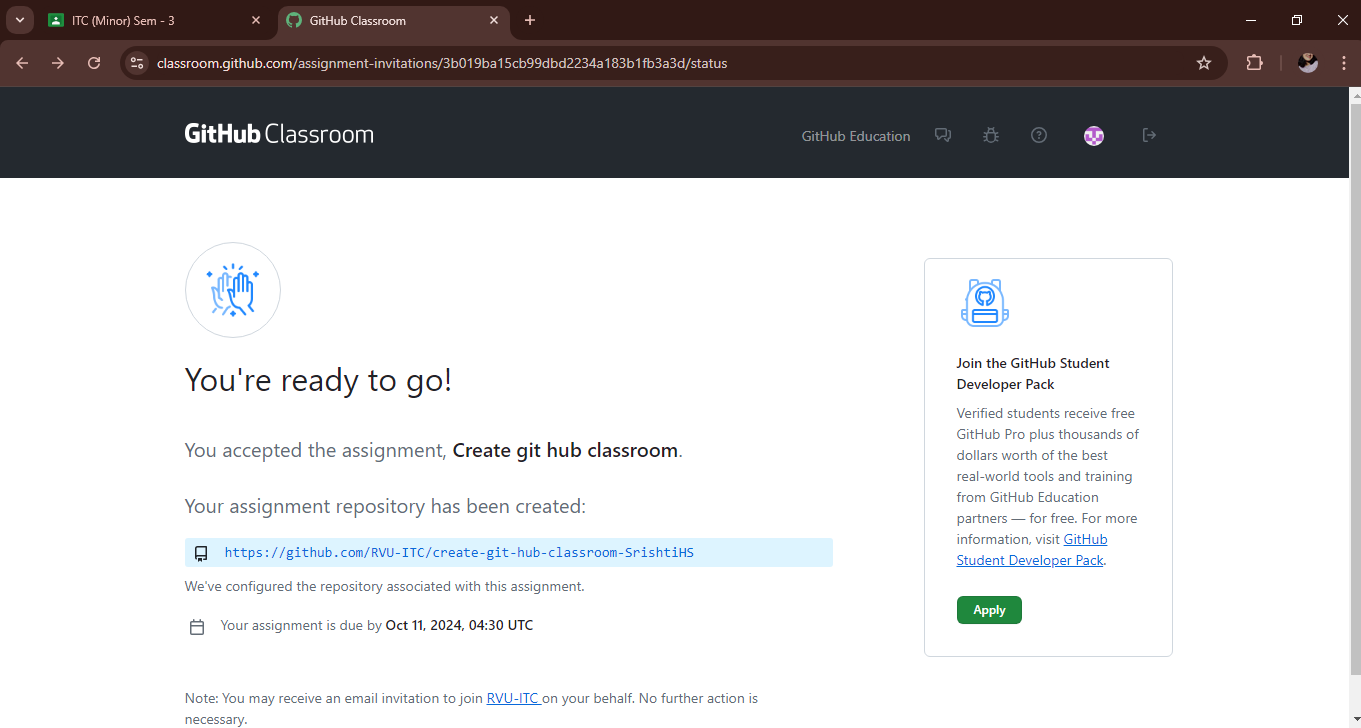 ITC (Minor) Sem - 3
GitHub Classroom
classroom.github.com/assignment-invitations/3b019ba15cb99dbd2234a183b1fb3a3d/status
GitHub Classroom
GitHub Education
You're ready to go!
You accepted the assignment, Create git hub classroom.
Your assignment repository has been created:
https://github.com/RVU-ITC/create-git-hub-classroom-SrishtiHS
We've configured the repository associated with this assignment.
Your assignment is due by Oct 11, 2024, 04:30 UTC
Note: You may receive an email invitation to join RVU-ITC on your behalf. No further action is
necessary.
Join the GitHub Student
Developer Pack
Verified students receive free
GitHub Pro plus thousands of
dollars worth of the best
real-world tools and training
from GitHub Education
partners — for free. For more
information, visit GitHub
Student Developer Pack.
Apply